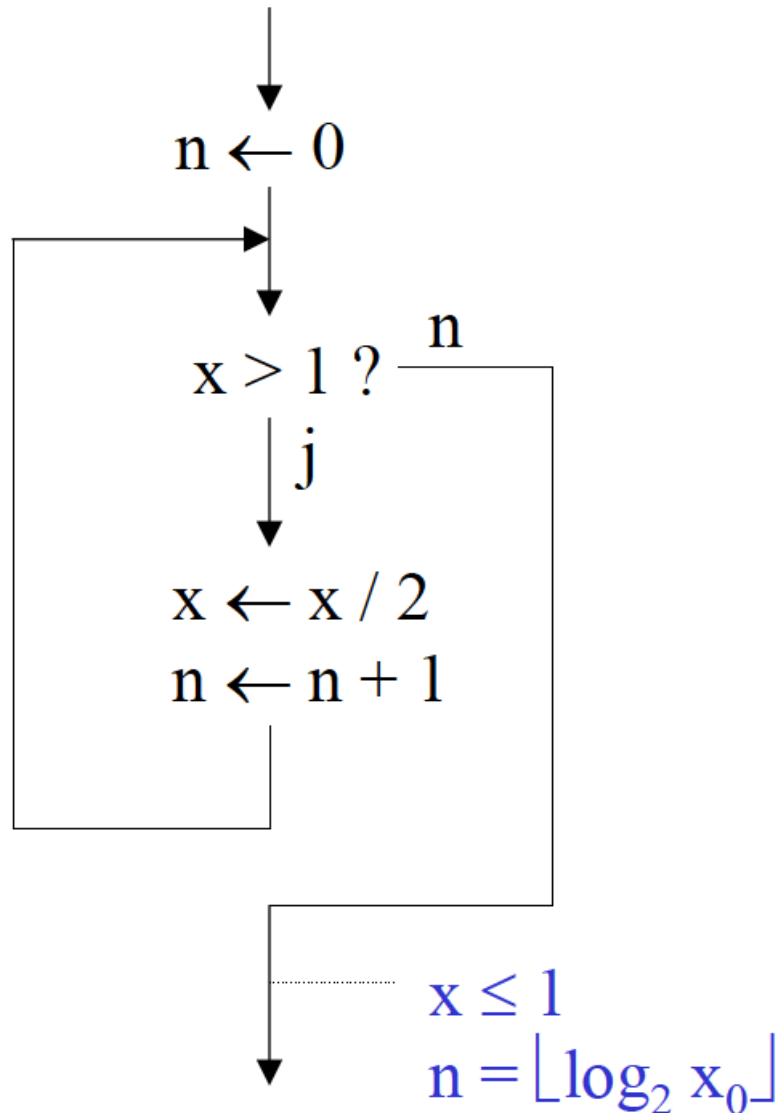 n ← 0
n
x > 1 ?
j
x ← x / 2
n ← n + 1
x ≤ 1
n = ⌊log₂ x₀⌋